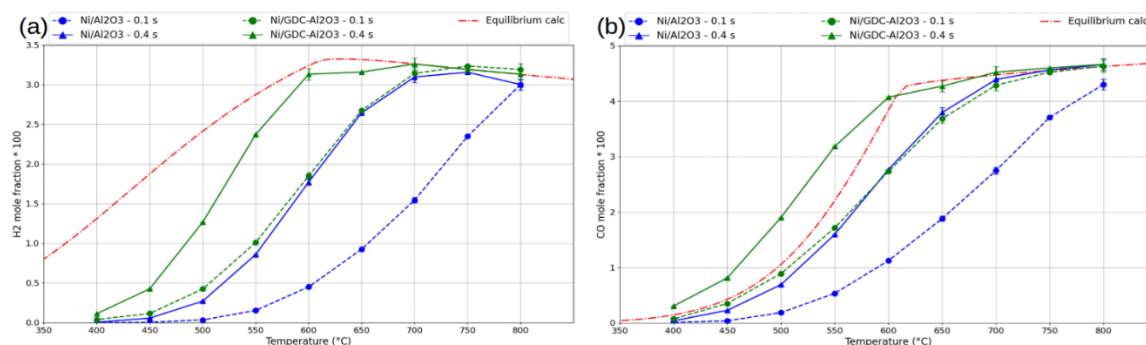 (a)
Ni/Al2O3 - 0.1 s
Ni/Al2O3 - 0.4 s
Ni/GDC-Al2O3 - 0.1 s
Ni/GDC-Al2O3 - 0.4 s
Equilibrium calc
H2 mole fraction * 100
3.5
3.0
2.5
2.0
1.5
1.0
0.5
0.0
350 400 450 500 550 600 650 700 750 800
Temperature (°C)
(b)
Ni/Al2O3 - 0.1 s
Ni/Al2O3 - 0.4 s
Ni/GDC-Al2O3 - 0.1 s
Ni/GDC-Al2O3 - 0.4 s
Equilibrium calc
CO mole fraction * 100
5
4
3
2
1
0
350 400 450 500 550 600 650 700 750 800
Temperature (°C)